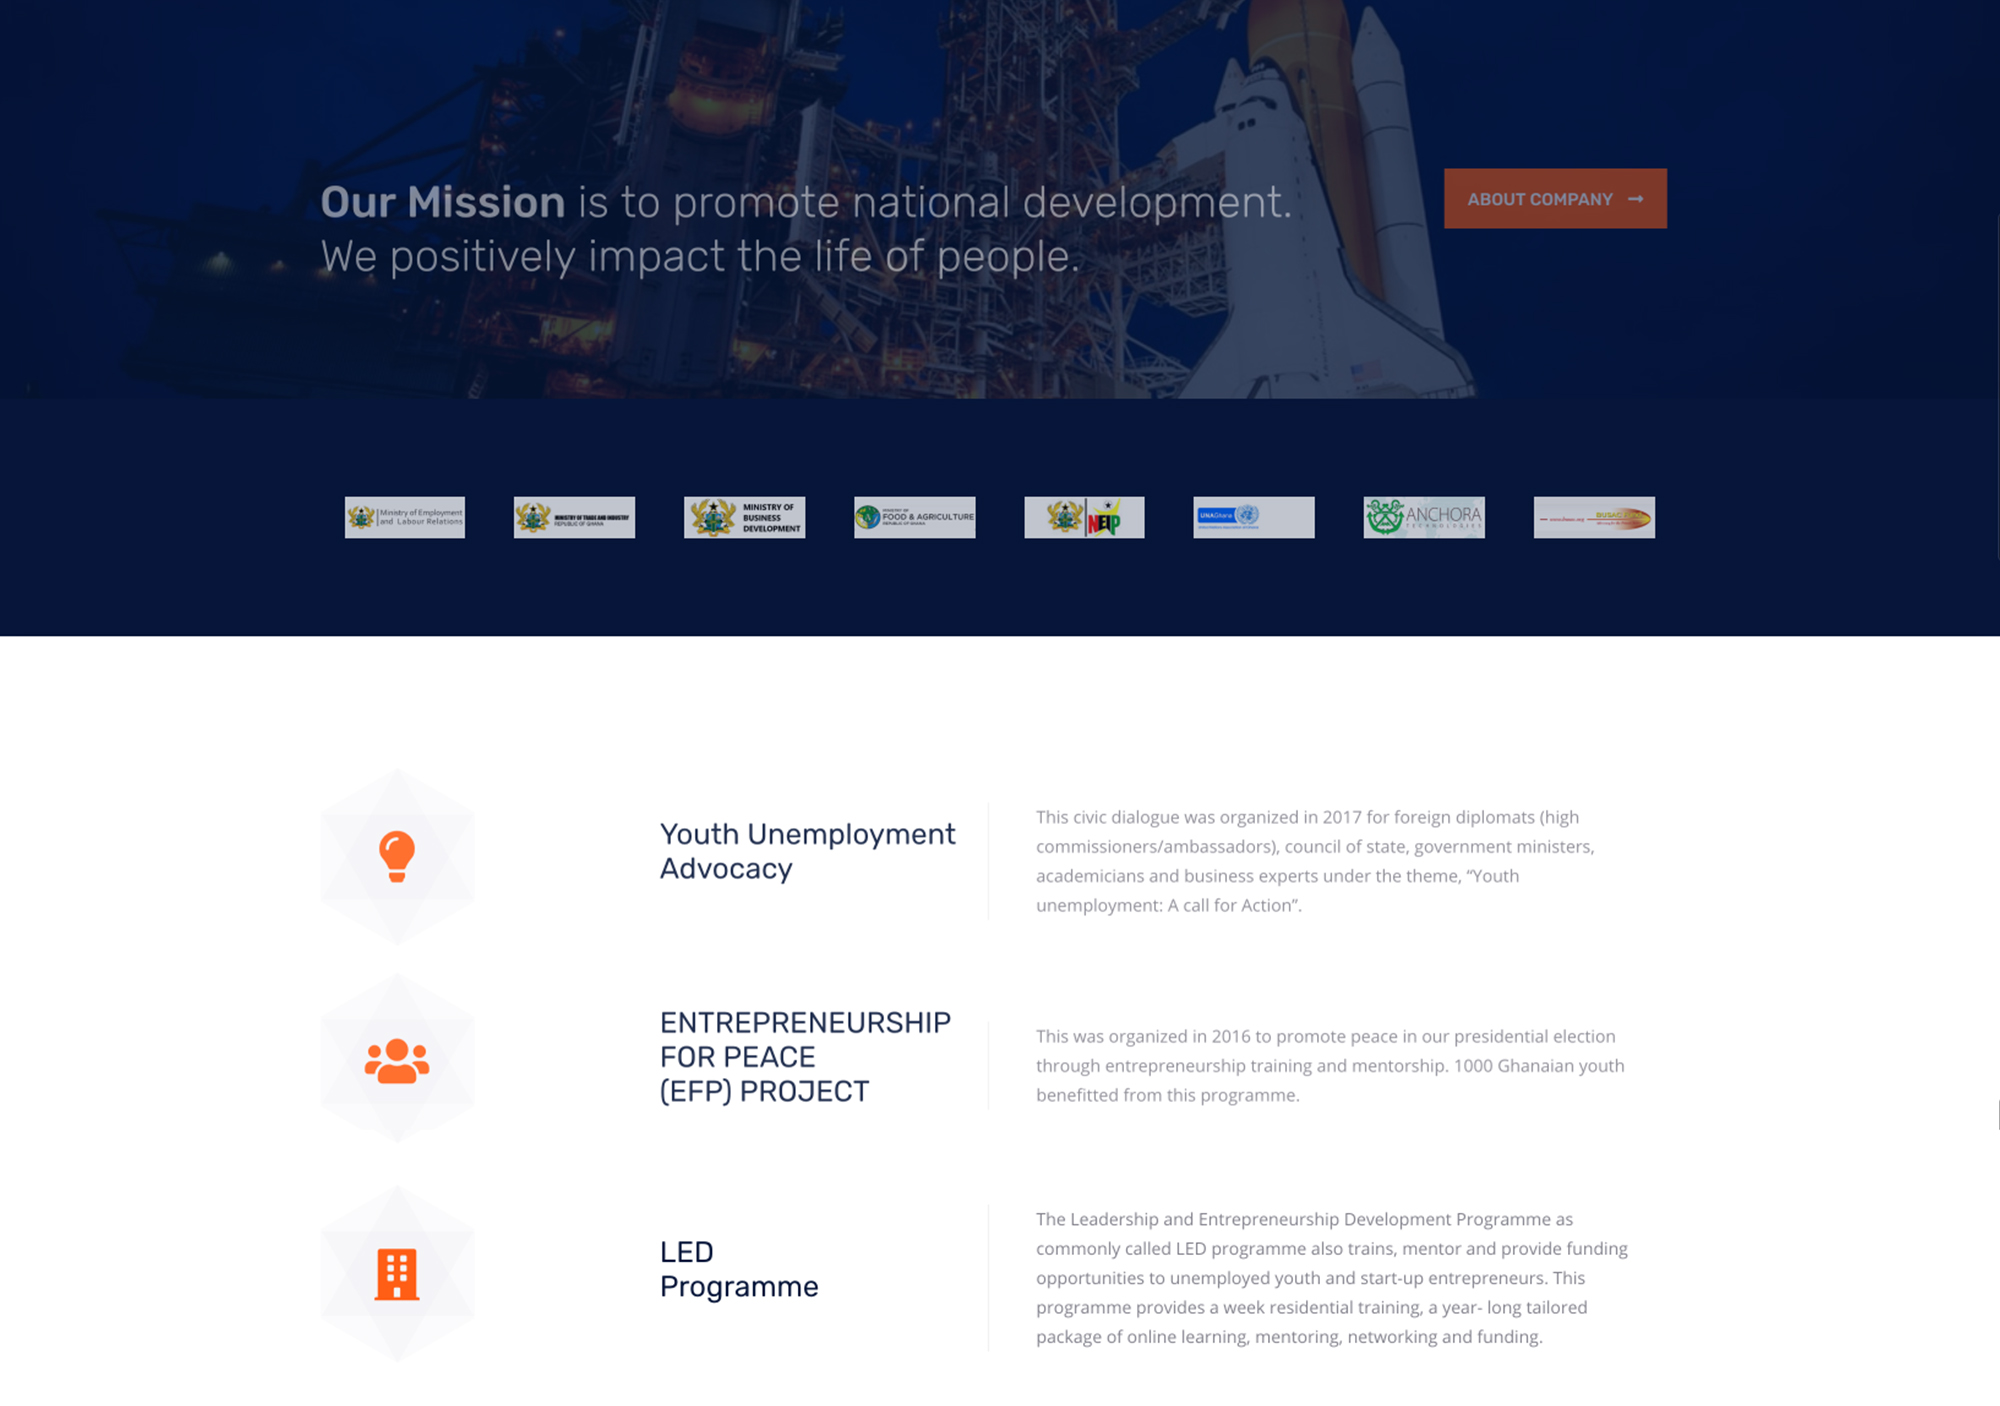 Our Mission is to promote national development.
We positively impact the life of people.
ABOUT COMPANY
Ministry of Employment
and Labour Relations
MINISTRY OF TRADE AND INDUSTRY
REPUBLIC OF GHANA
MINISTRY OF
BUSINESS
DEVELOPMENT
MINISTRY OF
FOOD & AGRICULTURE
REPUBLIC OF GHANA
NEIP
UNAGhana
ANCHORA
TECHNOLOGIES
Youth Unemployment
Advocacy
This civic dialogue was organized in 2017 for foreign diplomats (high
commissioners/ambassadors), council of state, government ministers,
academicians and business experts under the theme, “Youth
unemployment: A call for Action”.
ENTREPRENEURSHIP
FOR PEACE
(EFP) PROJECT
This was organized in 2016 to promote peace in our presidential election
through entrepreneurship training and mentorship. 1000 Ghanaian youth
benefitted from this programme.
LED
Programme
The Leadership and Entrepreneurship Development Programme as
commonly called LED programme also trains, mentor and provide funding
opportunities to unemployed youth and start-up entrepreneurs. This
programme provides a week residential training, a year- long tailored
package of online learning, mentoring, networking and funding.